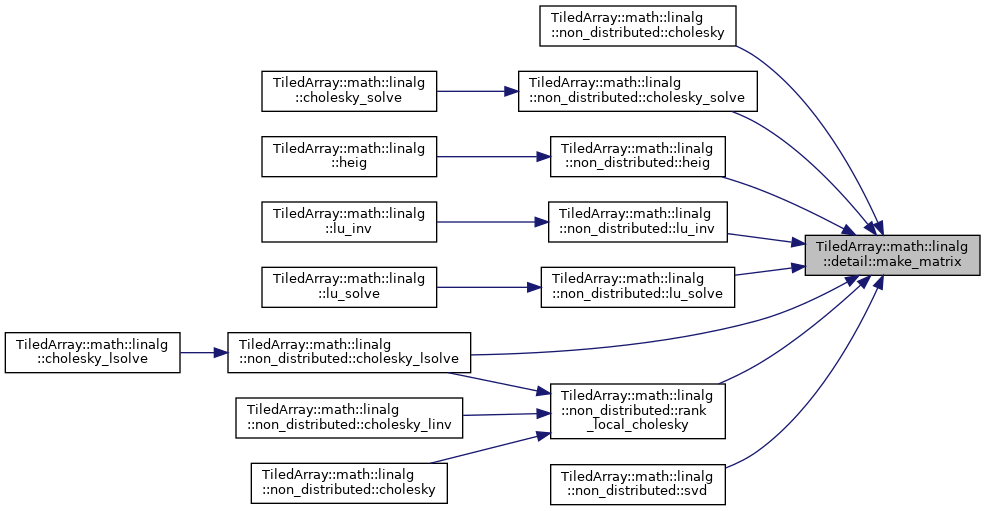 TiledArray::math::linalg
::non_distributed::cholesky
TiledArray::math::linalg
::cholesky_solve
TiledArray::math::linalg
::non_distributed::cholesky_solve
TiledArray::math::linalg
::heig
TiledArray::math::linalg
::non_distributed::heig
TiledArray::math::linalg
::lu_inv
TiledArray::math::linalg
::non_distributed::lu_inv
TiledArray::math::linalg
::detail::make_matrix
TiledArray::math::linalg
::lu_solve
TiledArray::math::linalg
::non_distributed::lu_solve
TiledArray::math::linalg
::cholesky_lsolve
TiledArray::math::linalg
::non_distributed::cholesky_lsolve
TiledArray::math::linalg
::non_distributed::rank
_local_cholesky
TiledArray::math::linalg
::non_distributed::cholesky_linv
TiledArray::math::linalg
::non_distributed::cholesky
TiledArray::math::linalg
::non_distributed::svd